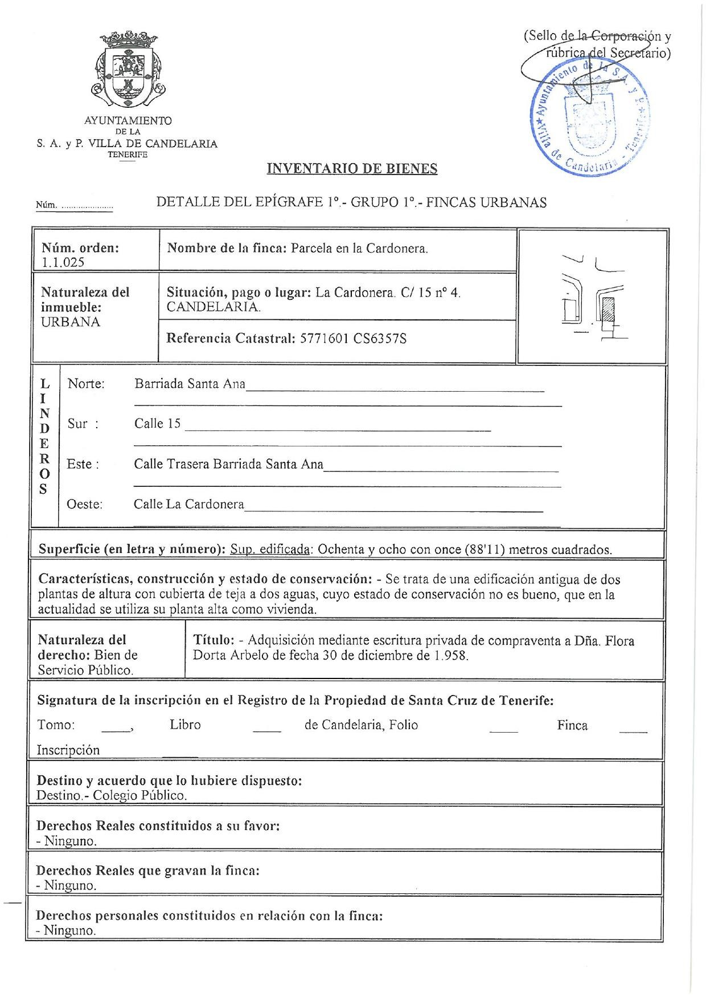 (Sello de la Corporación y
rúbrica del Secretario)
Ayuntamiento de la S.A. y P. Villa de Candelaria - Tenerife
AYUNTAMIENTO
DE LA
S. A. y P. VILLA DE CANDELARIA
TENERIFE
INVENTARIO DE BIENES
Núm. ......................
DETALLE DEL EPÍGRAFE 1º.- GRUPO 1º.- FINCAS URBANAS
Núm. orden:
1.1.025
Nombre de la finca: Parcela en la Cardonera.
Naturaleza del
inmueble:
URBANA
Situación, pago o lugar: La Cardonera. C/ 15 nº 4.
CANDELARIA.
Referencia Catastral: 5771601 CS6357S
LINDEROS
Norte: Barriada Santa Ana
Sur : Calle 15
Este : Calle Trasera Barriada Santa Ana
Oeste: Calle La Cardonera
Superficie (en letra y número): Sup. edificada: Ochenta y ocho con once (88'11) metros cuadrados.
Características, construcción y estado de conservación: - Se trata de una edificación antigua de dos
plantas de altura con cubierta de teja a dos aguas, cuyo estado de conservación no es bueno, que en la
actualidad se utiliza su planta alta como vivienda.
Naturaleza del
derecho: Bien de
Servicio Público.
Título: - Adquisición mediante escritura privada de compraventa a Dña. Flora
Dorta Arbelo de fecha 30 de diciembre de 1.958.
Signatura de la inscripción en el Registro de la Propiedad de Santa Cruz de Tenerife:
Tomo: ____, Libro ____ de Candelaria, Folio ____ Finca ____
Inscripción _____
Destino y acuerdo que lo hubiere dispuesto:
Destino.- Colegio Público.
Derechos Reales constituidos a su favor:
- Ninguno.
Derechos Reales que gravan la finca:
- Ninguno.
Derechos personales constituidos en relación con la finca:
- Ninguno.